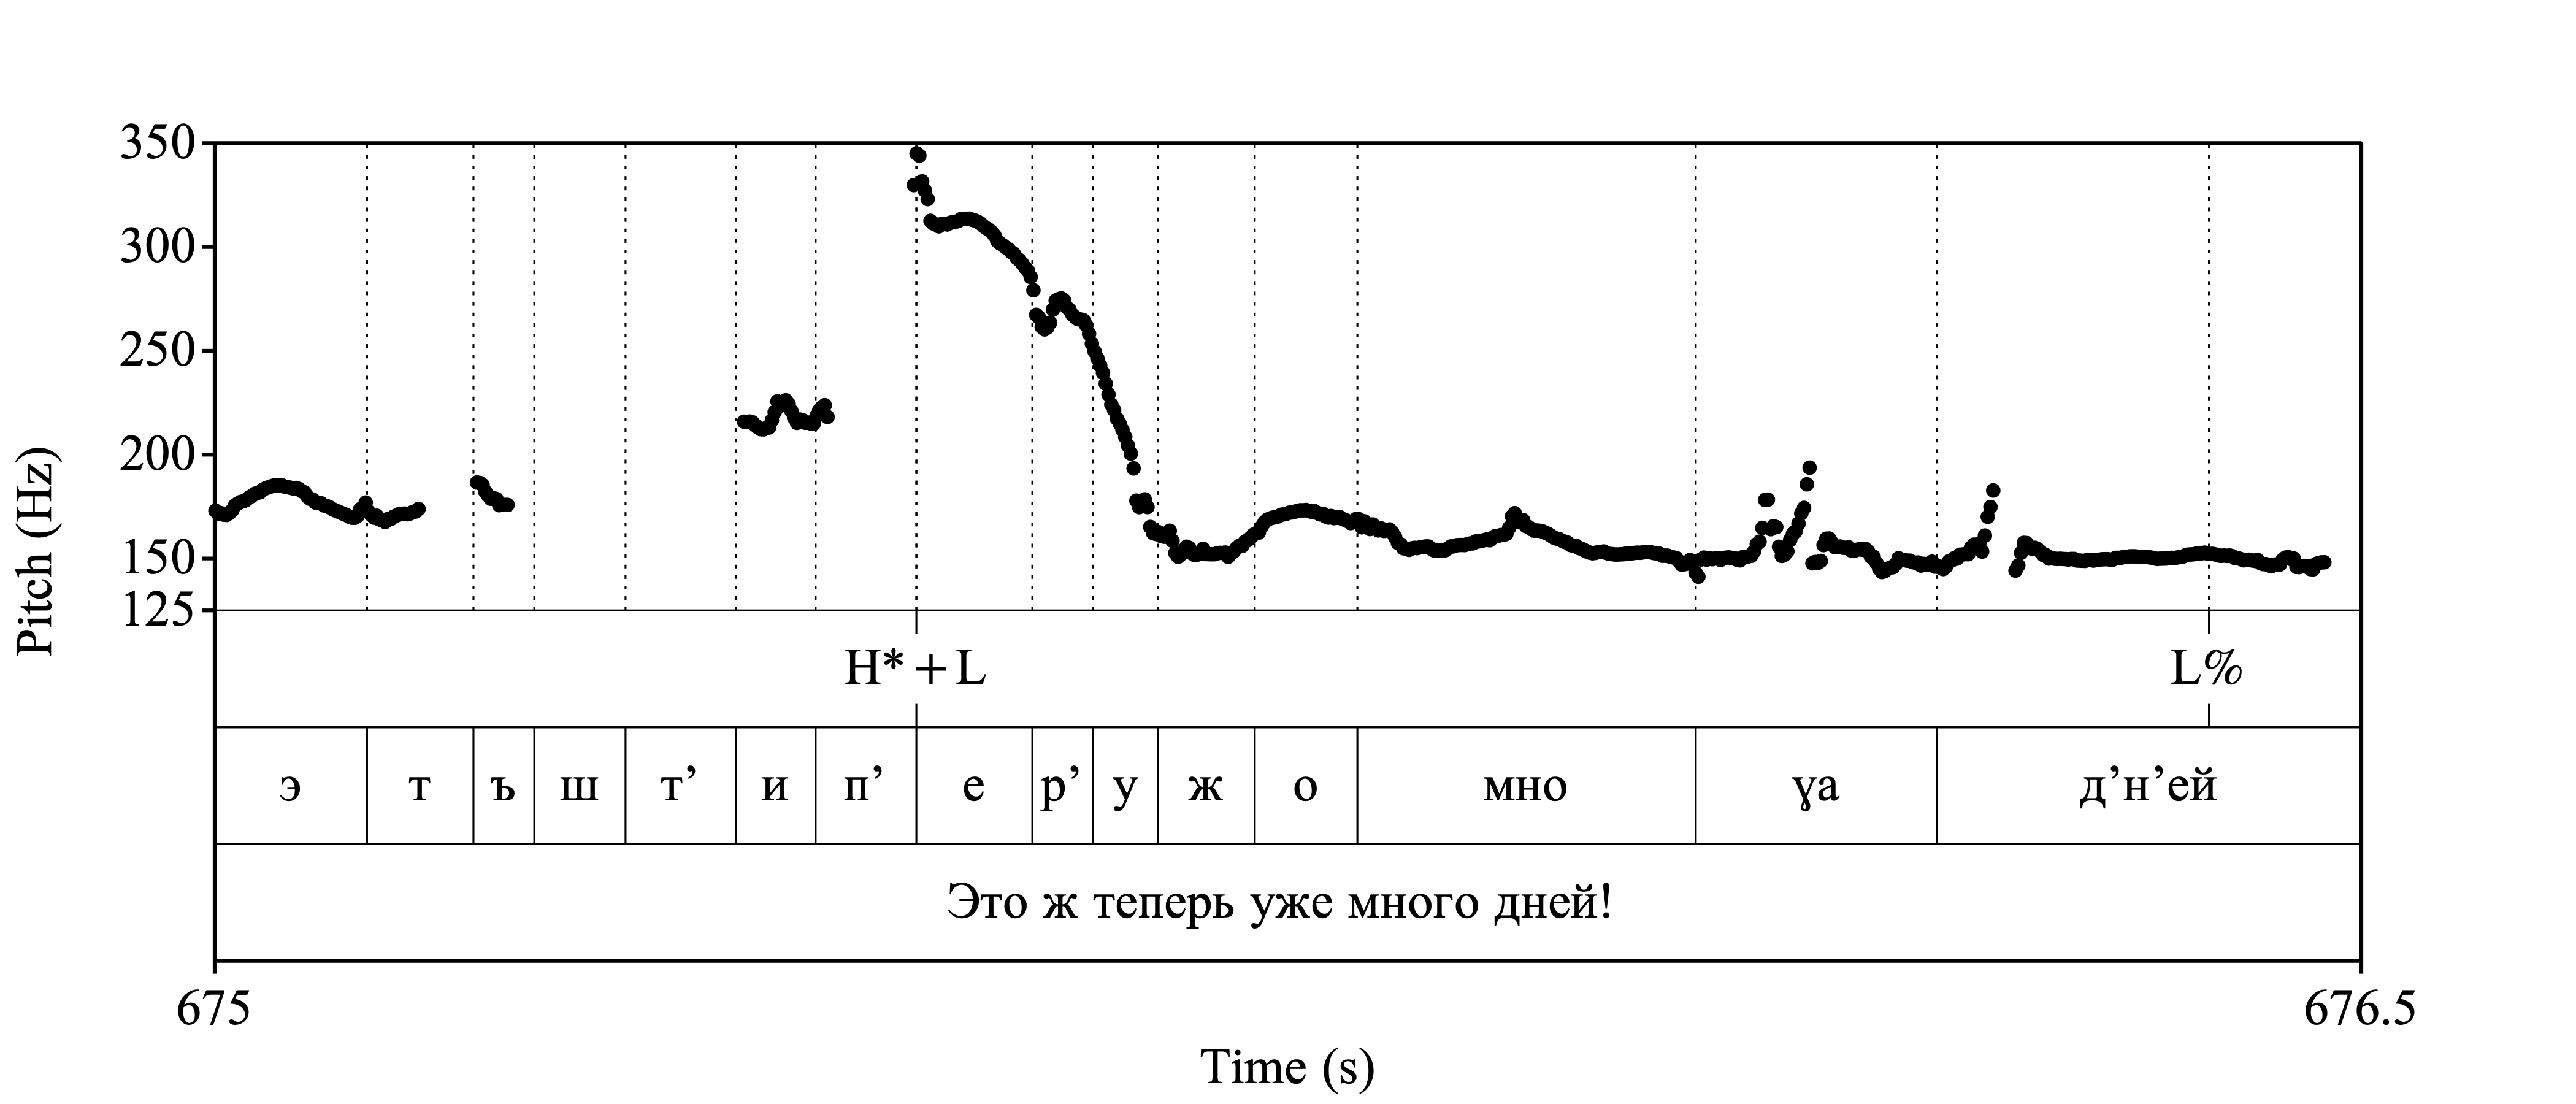 350
300
250
200
150
125
Pitch (Hz)
H* + L L%
э т ъ ш т’ и п’ е р’ у ж о мно ɣа д’н’ей
Это ж теперь уже много дней!
675 676.5
Time (s)